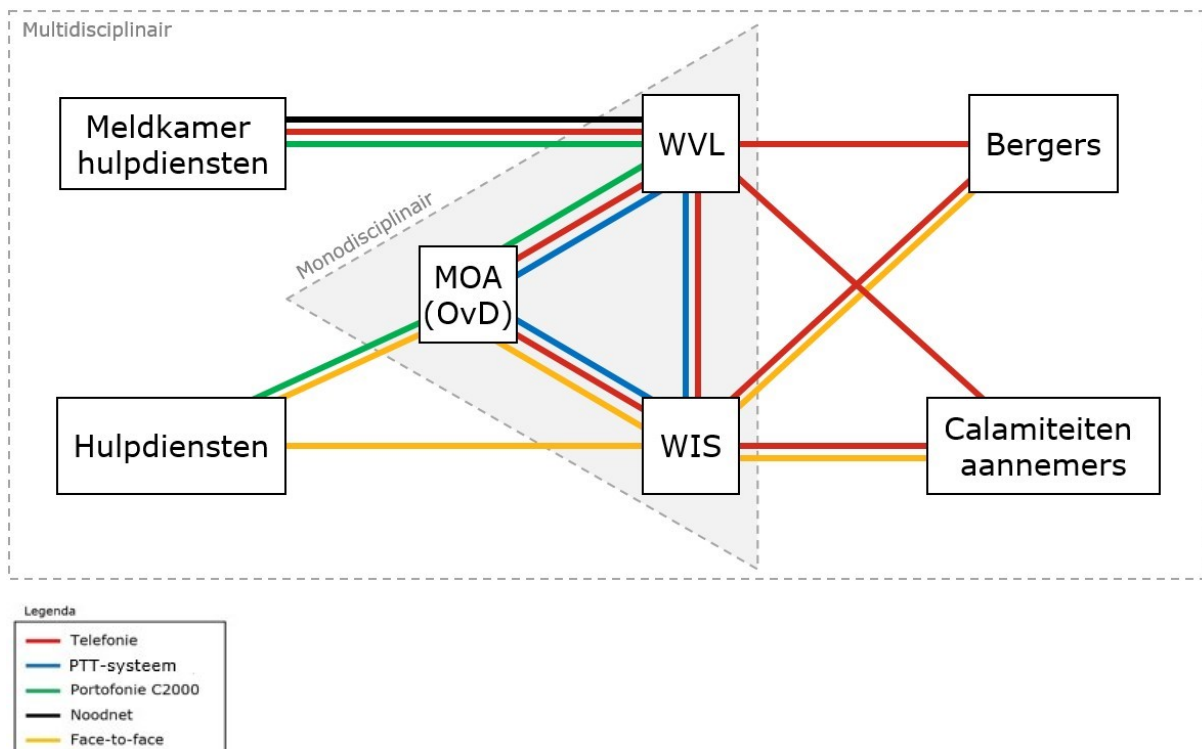 Multidisciplinair
Meldkamer
hulpdiensten
WVL
Bergers
Monodisciplinair
MOA
(OvD)
Hulpdiensten
WIS
Calamiteiten
aannemers
Legenda
Telefonie
PTT-systeem
Portofonie C2000
Noodnet
Face-to-face